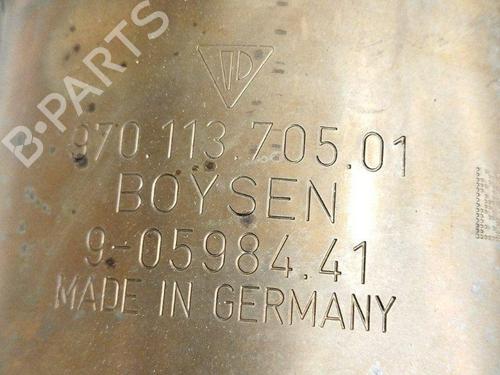 B-PARTS
970.113.705.01
BOYSEN
9-05984.41
MADE IN GERMANY